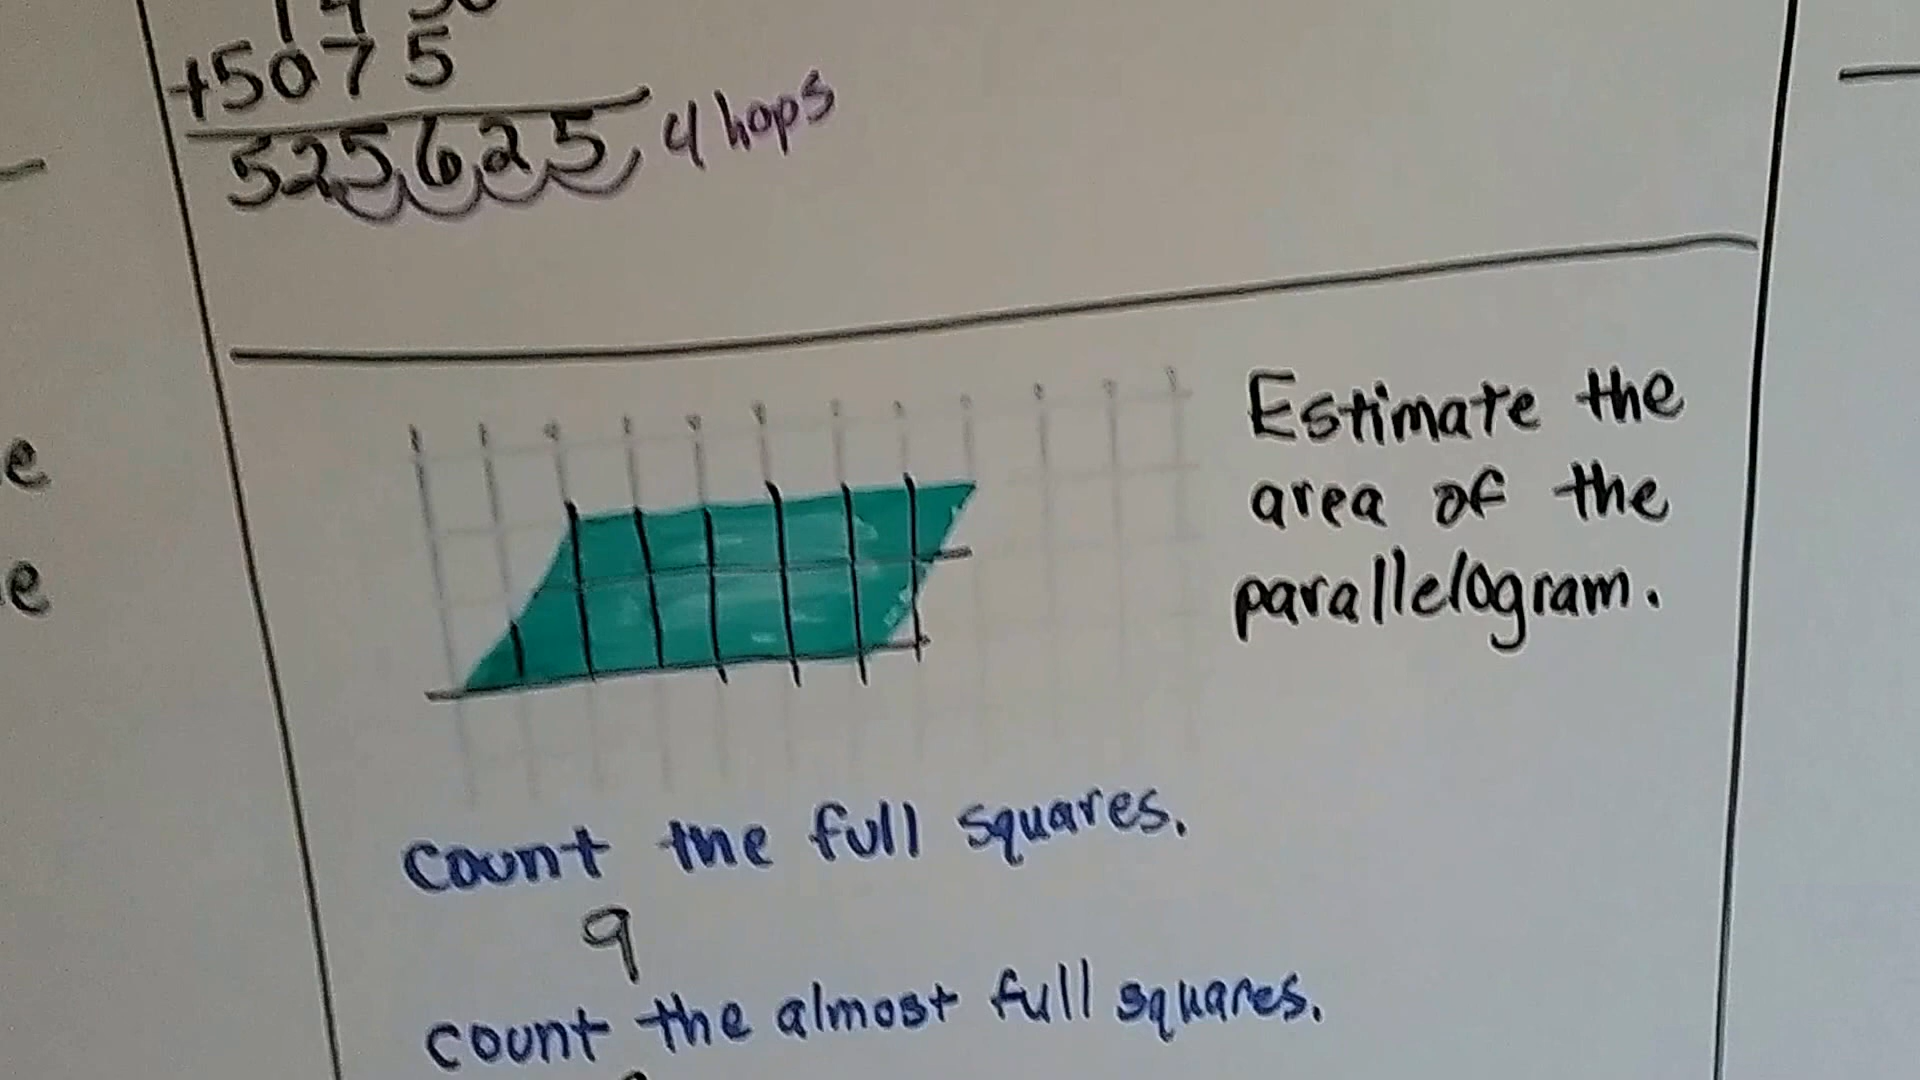 +5075
525625 4 hops
Estimate the
area of the
parallelogram.
Count the full squares.
9
count the almost full squares.
e
e